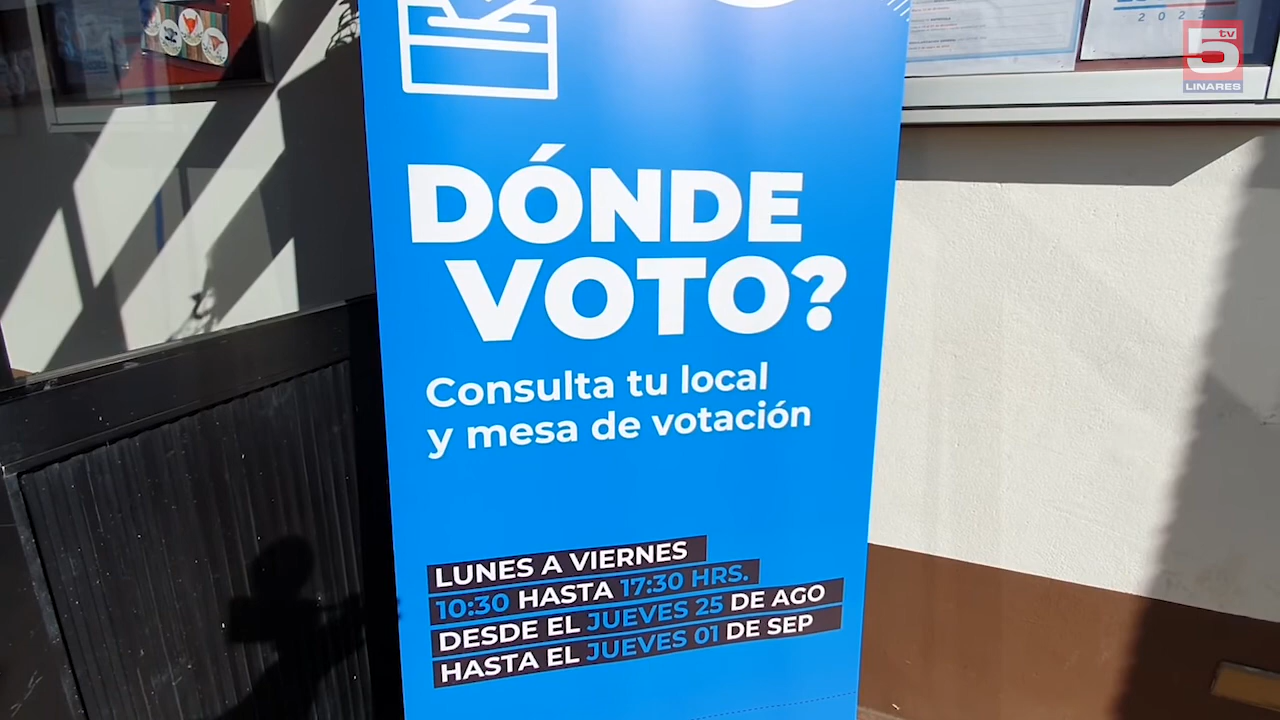 2023
5
tv
LINARES
DÓNDE
VOTO?
Consulta tu local
y mesa de votación
LUNES A VIERNES
10:30 HASTA 17:30 HRS.
DESDE EL JUEVES 25 DE AGO
HASTA EL JUEVES 01 DE SEP